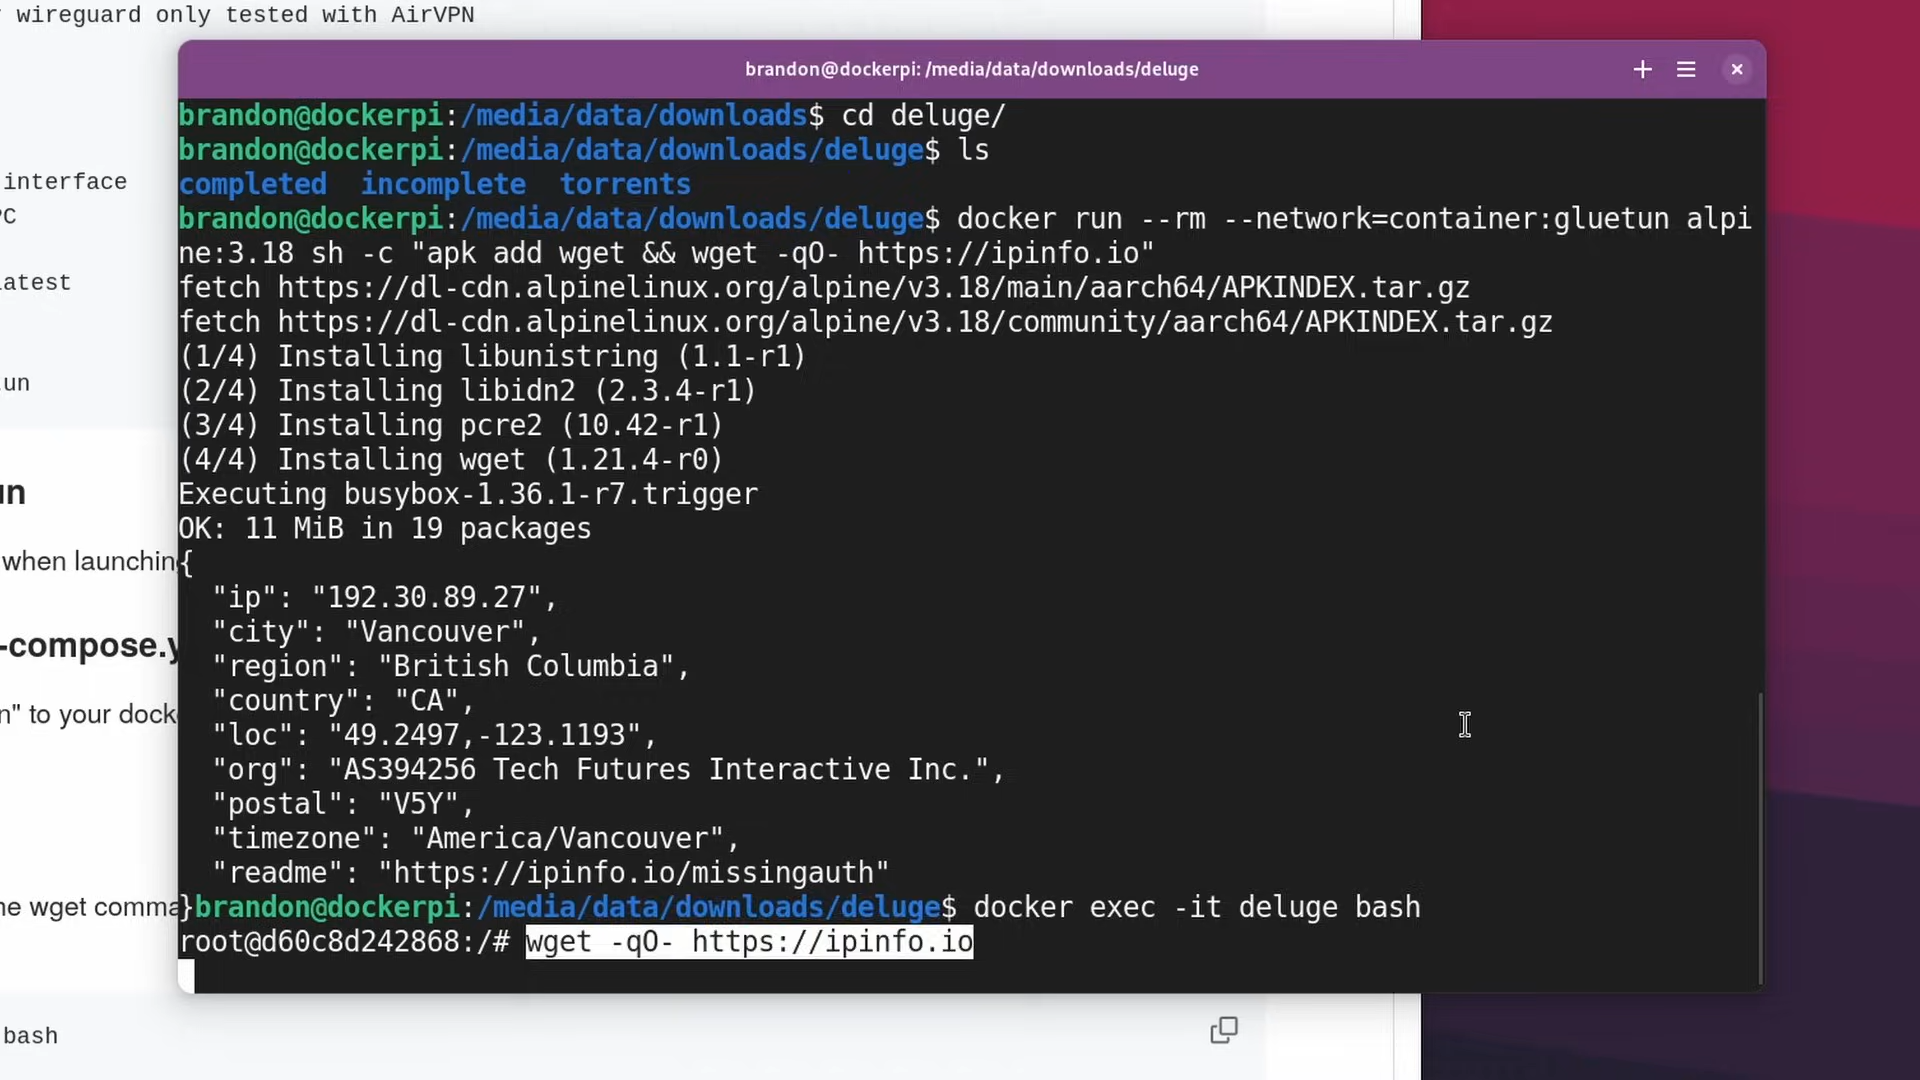 wireguard only tested with AirVPN
brandon@dockerpi: /media/data/downloads/deluge
brandon@dockerpi:/media/data/downloads$ cd deluge/
brandon@dockerpi:/media/data/downloads/deluge$ ls
completed incomplete torrents
brandon@dockerpi:/media/data/downloads/deluge$ docker run --rm --network=container:gluetun alpi
ne:3.18 sh -c "apk add wget && wget -qO- https://ipinfo.io"
fetch https://dl-cdn.alpinelinux.org/alpine/v3.18/main/aarch64/APKINDEX.tar.gz
fetch https://dl-cdn.alpinelinux.org/alpine/v3.18/community/aarch64/APKINDEX.tar.gz
(1/4) Installing libunistring (1.1-r1)
(2/4) Installing libidn2 (2.3.4-r1)
(3/4) Installing pcre2 (10.42-r1)
(4/4) Installing wget (1.21.4-r0)
Executing busybox-1.36.1-r7.trigger
OK: 11 MiB in 19 packages
{
"ip": "192.30.89.27",
"city": "Vancouver",
"region": "British Columbia",
"country": "CA",
"loc": "49.2497,-123.1193",
"org": "AS394256 Tech Futures Interactive Inc.",
"postal": "V5Y",
"timezone": "America/Vancouver",
"readme": "https://ipinfo.io/missingauth"
}brandon@dockerpi:/media/data/downloads/deluge$ docker exec -it deluge bash
root@d60c8d242868:/# wget -qO- https://ipinfo.io
interface
PC
latest
un
un
when launchin
-compose.y
n" to your dock
he wget comma
bash